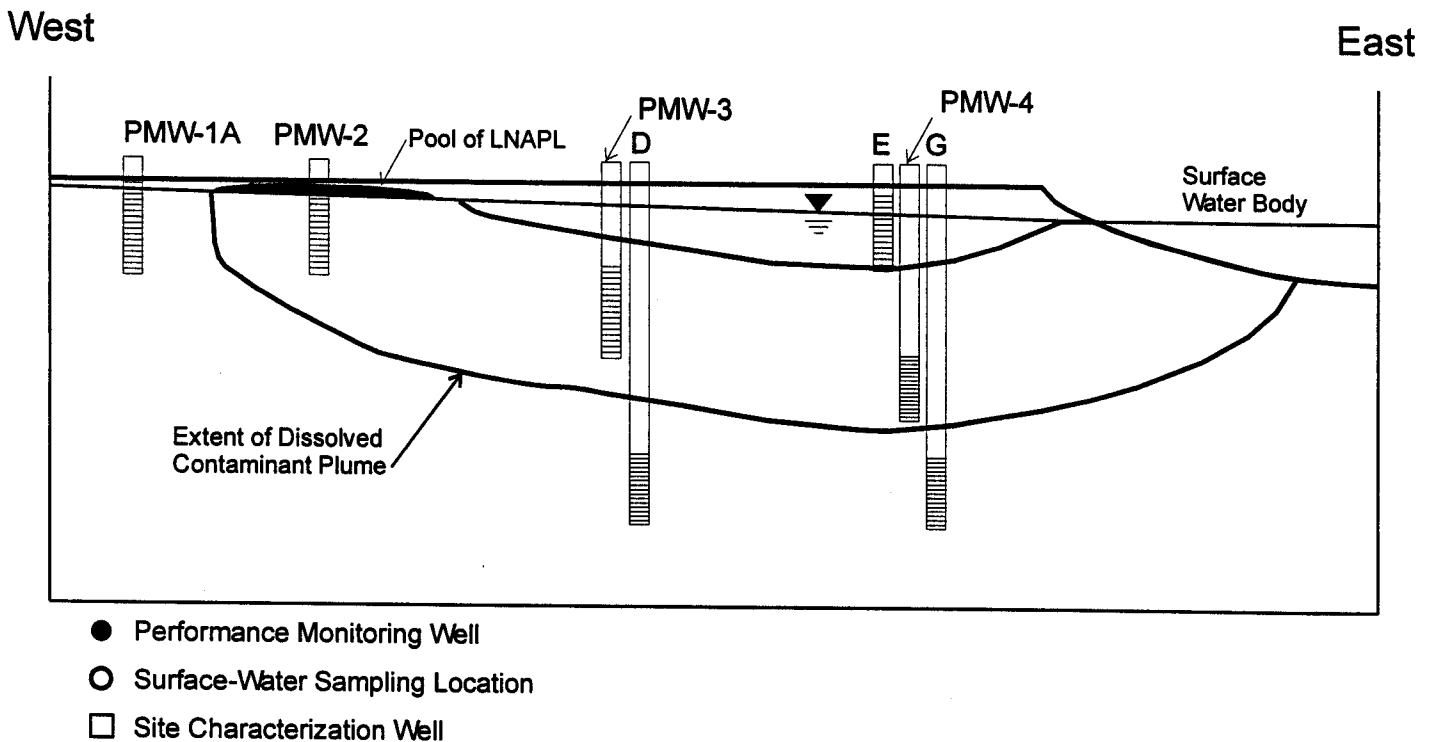 West
East
PMW-1A
PMW-2
Pool of LNAPL
PMW-3
D
PMW-4
E
G
Surface
Water Body
Extent of Dissolved
Contaminant Plume
Performance Monitoring Well
Surface-Water Sampling Location
Site Characterization Well